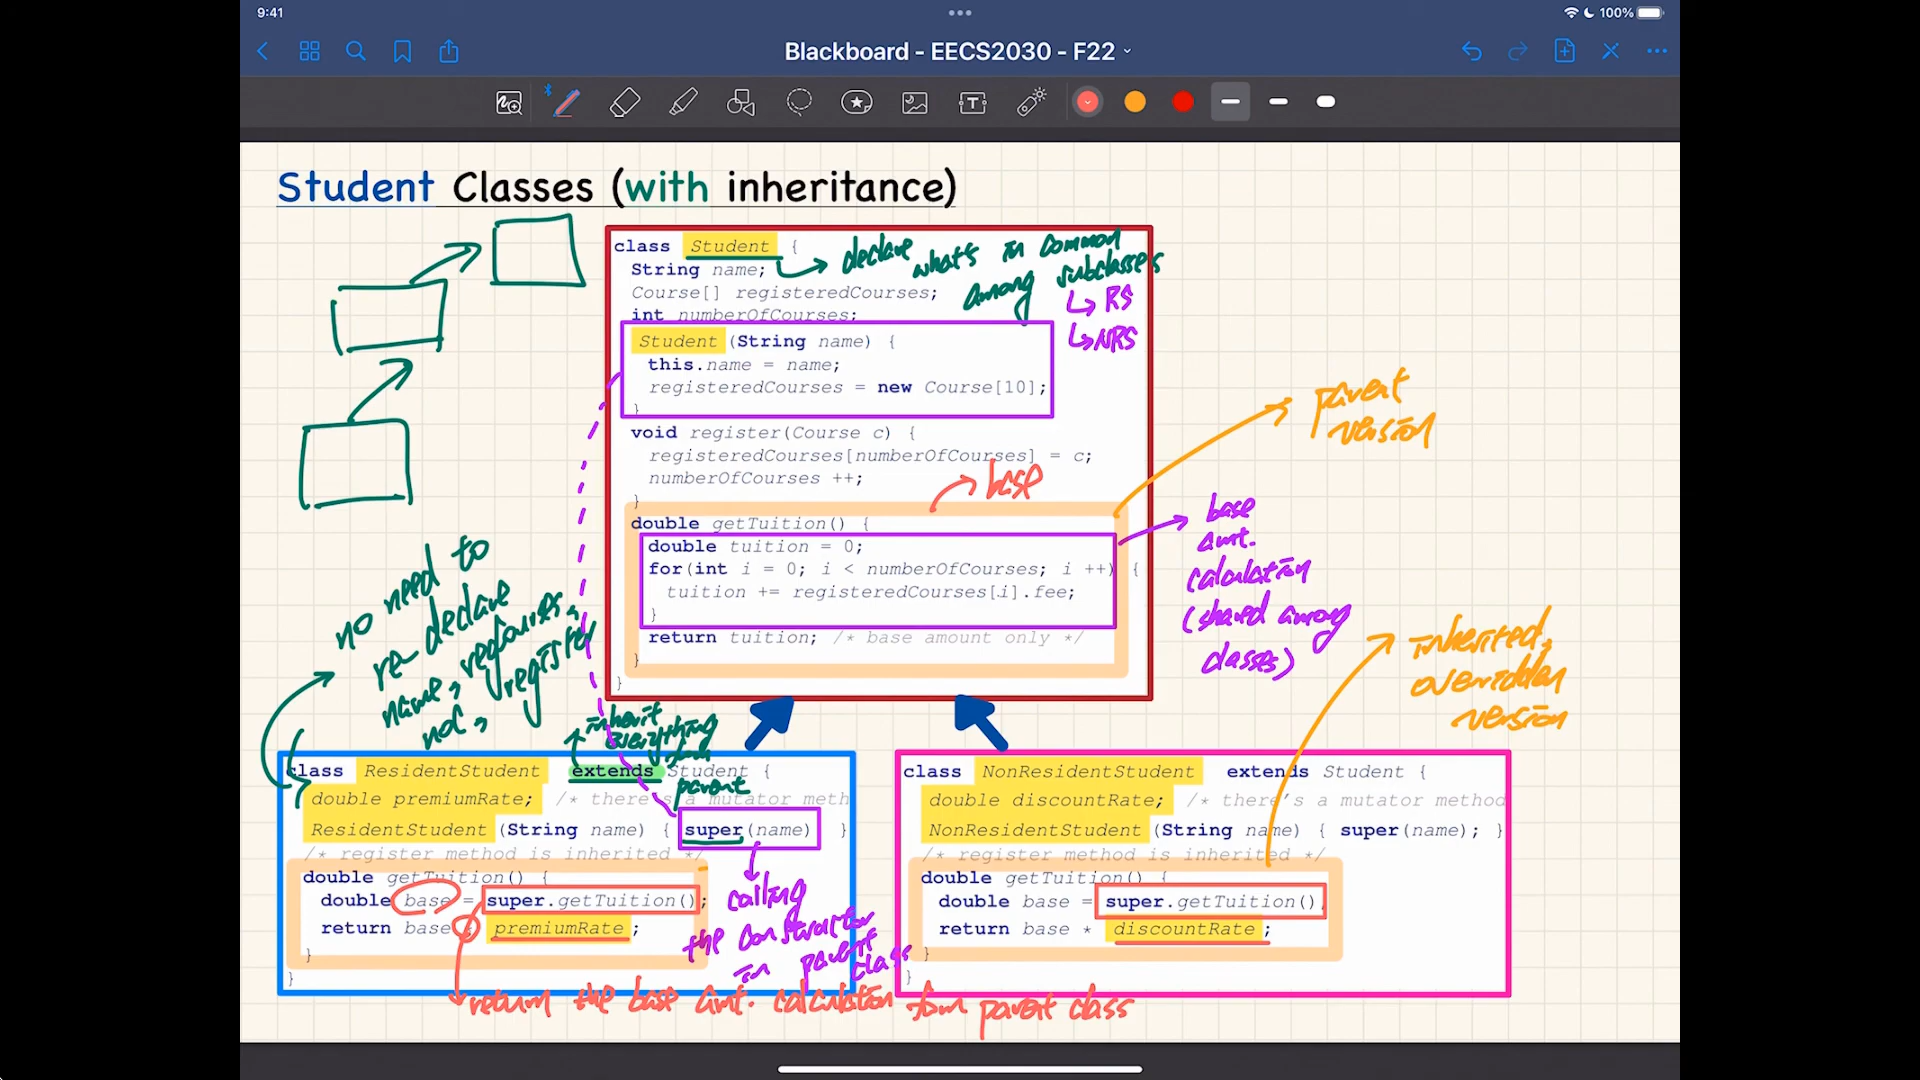 9:41
100%
Blackboard - EECS2030 - F22
Student Classes (with inheritance)
class Student {
String name;
Course[] registeredCourses;
int numberOfCourses;
Student (String name) {
this.name = name;
registeredCourses = new Course[10];
}
void register(Course c) {
registeredCourses[numberOfCourses] = c;
numberOfCourses ++;
}
double getTuition() {
double tuition = 0;
for(int i = 0; i < numberOfCourses; i ++) {
tuition += registeredCourses[i].fee;
}
return tuition; /* base amount only */
}
}
declare what's in common
among subclasses
RS
NRS
base
parent
version
base
amt.
calculation
(shared among
classes)
inherited,
overridden
version
no need to
re-declare
name,
register
inherit
everything
from
parent
class ResidentStudent extends Student {
double premiumRate; /* there's a mutator meth
ResidentStudent (String name) { super(name) }
/* register method is inherited */
double getTuition() {
double base = super.getTuition();
return base * premiumRate;
}
}
calling
the constructor
in parent
class
return the base amt. calculation from parent class
class NonResidentStudent extends Student {
double discountRate; /* there's a mutator method
NonResidentStudent (String name) { super(name); }
/* register method is inherited */
double getTuition() {
double base = super.getTuition()
return base * discountRate;
}
}